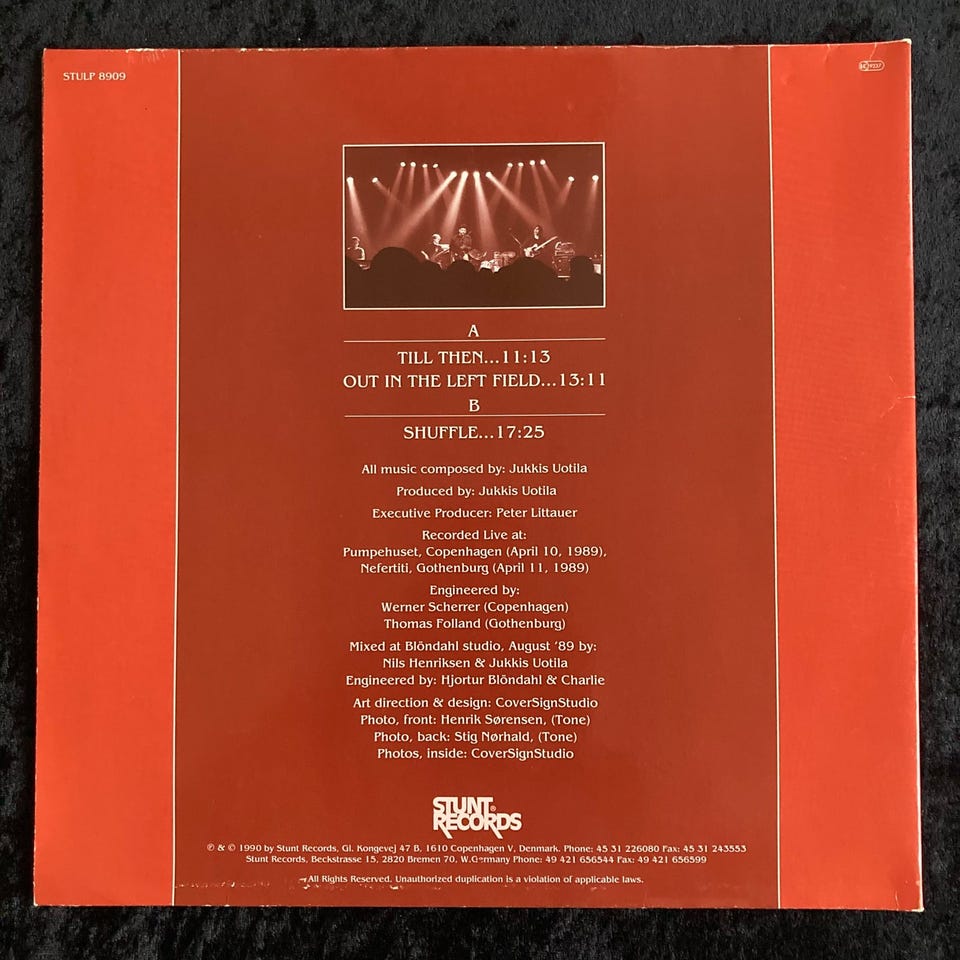 STULP 8909
A
TILL THEN...11:13
OUT IN THE LEFT FIELD...13:11
B
SHUFFLE...17:25
All music composed by: Jukkis Uotila
Produced by: Jukkis Uotila
Executive Producer: Peter Littauer
Recorded Live at:
Pumpehuset, Copenhagen (April 10, 1989),
Nefertiti, Gothenburg (April 11, 1989)
Engineered by:
Werner Scherrer (Copenhagen)
Thomas Folland (Gothenburg)
Mixed at Blöndahl studio, August '89 by:
Nils Henriksen & Jukkis Uotila
Engineered by: Hjortur Blöndahl & Charlie
Art direction & design: CoverSignStudio
Photo, front: Henrik Sørensen, (Tone)
Photo, back: Stig Nørhald, (Tone)
Photos, inside: CoverSignStudio
STUNT®
RECORDS
℗ & © 1990 by Stunt Records, Gl. Kongevej 47 B, 1610 Copenhagen V, Denmark. Phone: 45 31 226080 Fax: 45 31 243553
Stunt Records, Beckstrasse 15, 2820 Bremen 70, W.Germany Phone: 49 421 656544 Fax: 49 421 656599
All Rights Reserved. Unauthorized duplication is a violation of applicable laws.